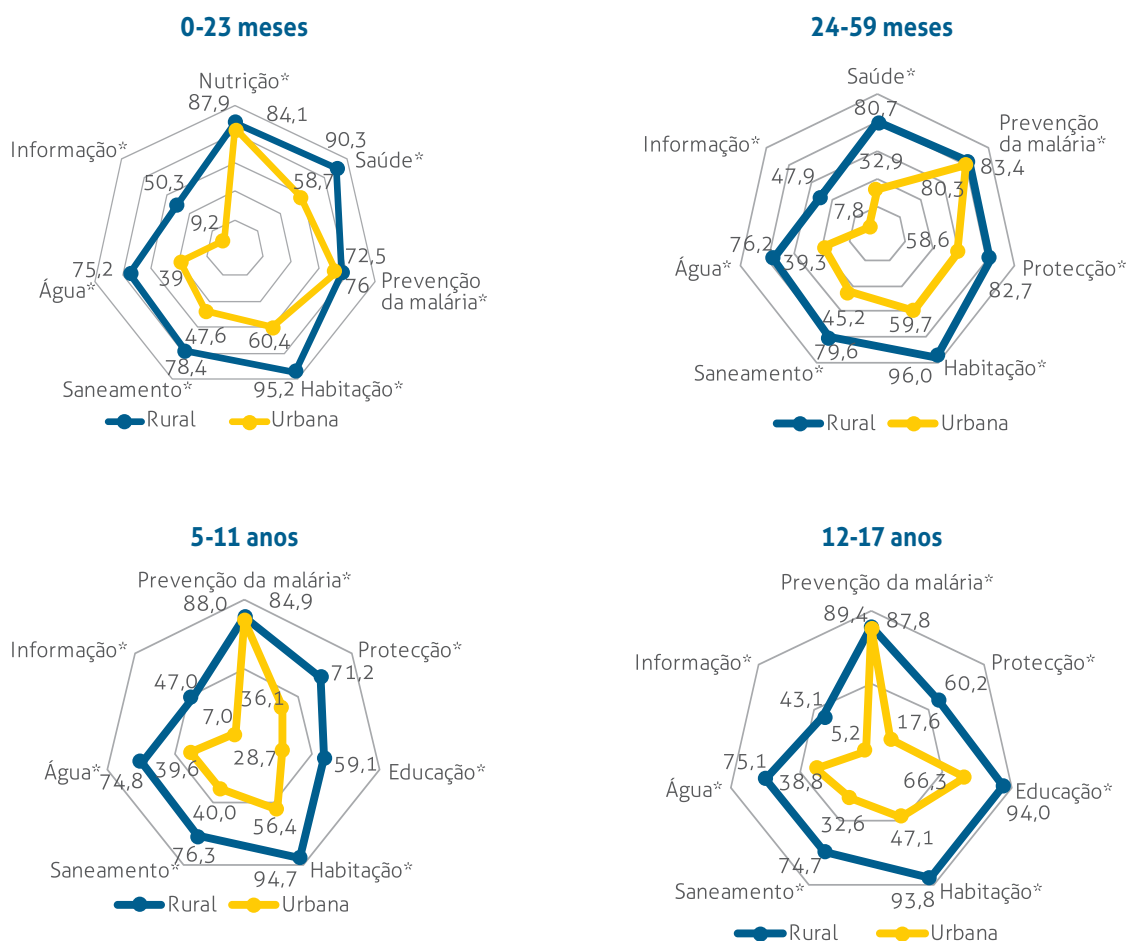 0-23 meses
Nutrição*
87,9
84,1
90,3
Informação*
Saúde*
50,3
58,7
9,2
72,5
75,2
39
76
Água*
Prevenção
da malária*
47,6
60,4
78,4
Saneamento*
95,2
Habitação*
Rural
Urbana
24-59 meses
Saúde*
80,7
Prevenção
da malária*
Informação*
32,9
83,4
47,9
80,3
7,8
58,6
76,2
39,3
Água*
Protecção*
82,7
45,2
59,7
79,6
Saneamento*
Habitação*
96,0
Rural
Urbana
5-11 anos
Prevenção da malária*
88,0
84,9
Informação*
Protecção*
71,2
47,0
36,1
7,0
28,7
59,1
Água*
74,8
39,6
Educação*
40,0
56,4
76,3
Saneamento*
94,7
Habitação*
Rural
Urbana
12-17 anos
Prevenção da malária*
89,4
87,8
Informação*
Protecção*
60,2
43,1
17,6
5,2
75,1
38,8
66,3
Água*
Educação*
94,0
32,6
47,1
74,7
Saneamento*
Habitação*
93,8
Rural
Urbana